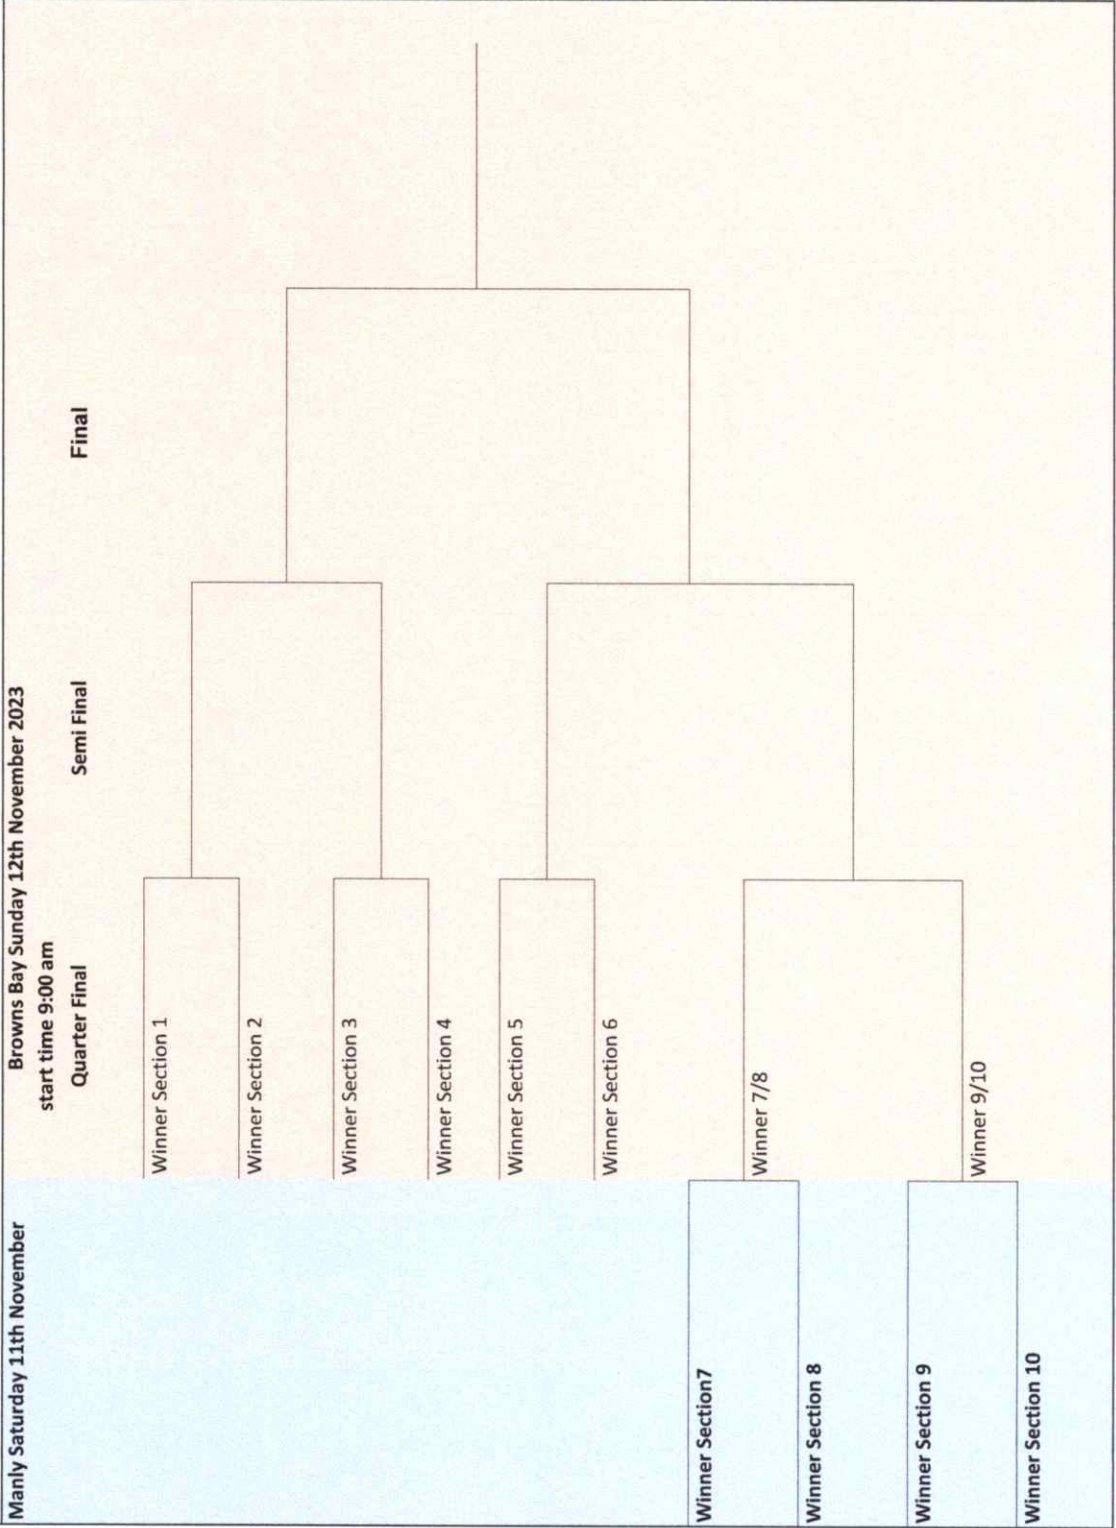 Manly Saturday 11th November
Browns Bay Sunday 12th November 2023
start time 9:00 am
Quarter Final
Semi Final
Final
Winner Section 1
Winner Section 2
Winner Section 3
Winner Section 4
Winner Section 5
Winner Section 6
Winner Section7
Winner 7/8
Winner Section 8
Winner Section 9
Winner 9/10
Winner Section 10